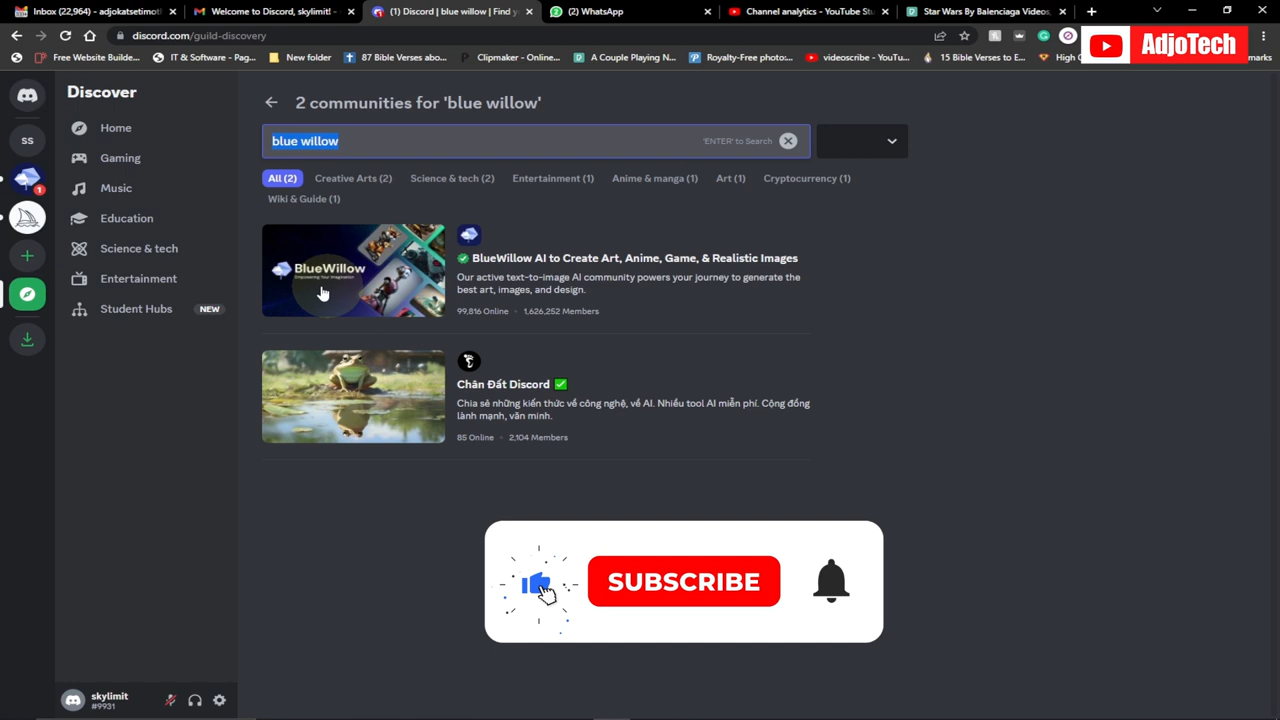 Inbox (22,964) - adjokatsetimoth
Welcome to Discord, skylimit! -
(1) Discord | blue willow | Find y
(2) WhatsApp
Channel analytics - YouTube Stu
Star Wars By Balenciaga Videos,
discord.com/guild-discovery
Free Website Builde...
IT & Software - Pag...
New folder
87 Bible Verses abo...
Clipmaker - Online...
A Couple Playing N...
Royalty-Free photo:...
videoscribe - YouTu...
15 Bible Verses to E...
AdjoTech
Discover
SS
1
Home
Gaming
Music
Education
Science & tech
Entertainment
Student Hubs NEW
2 communities for 'blue willow'
blue willow
'ENTER' to Search
All (2)
Creative Arts (2)
Science & tech (2)
Entertainment (1)
Anime & manga (1)
Art (1)
Cryptocurrency (1)
Wiki & Guide (1)
BlueWillow
Empowering Your Imagination
BlueWillow AI to Create Art, Anime, Game, & Realistic Images
Our active text-to-image AI community powers your journey to generate the
best art, images, and design.
99,816 Online • 1,626,252 Members
Chân Đất Discord
Chia sẻ những kiến thức về công nghệ, về AI. Nhiều tool AI miễn phí. Cộng đồng
lành mạnh, văn minh.
85 Online • 2,104 Members
SUBSCRIBE
skylimit
#9931